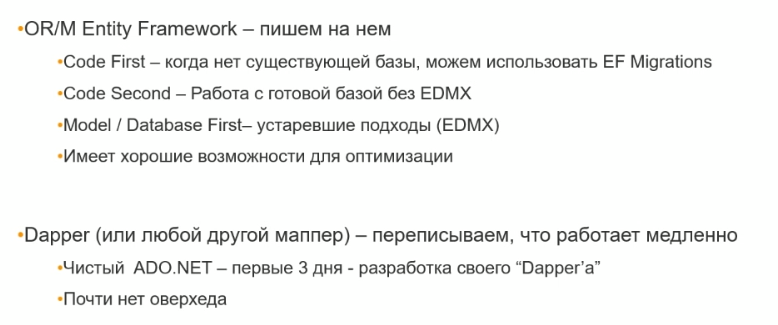 •OR/M Entity Framework – пишем на нем
•Code First – когда нет существующей базы, можем использовать EF Migrations
•Code Second – Работа с готовой базой без EDMX
•Model / Database First– устаревшие подходы (EDMX)
•Имеет хорошие возможности для оптимизации
•Dapper (или любой другой маппер) – переписываем, что работает медленно
•Чистый  ADO.NET – первые 3 дня - разработка своего “Dapper’а”
•Почти нет оверхеда